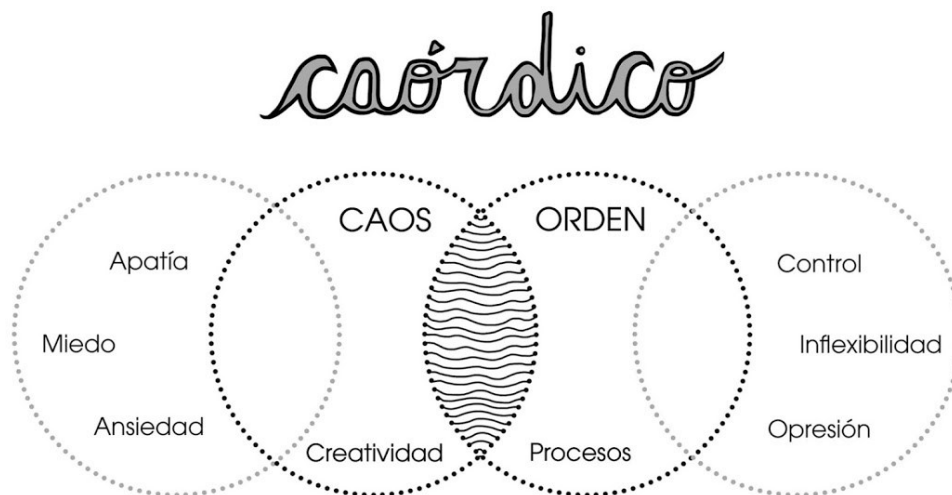 caórdico
CAOS
ORDEN
Apatía
Control
Miedo
Inflexibilidad
Ansiedad
Opresión
Creatividad
Procesos